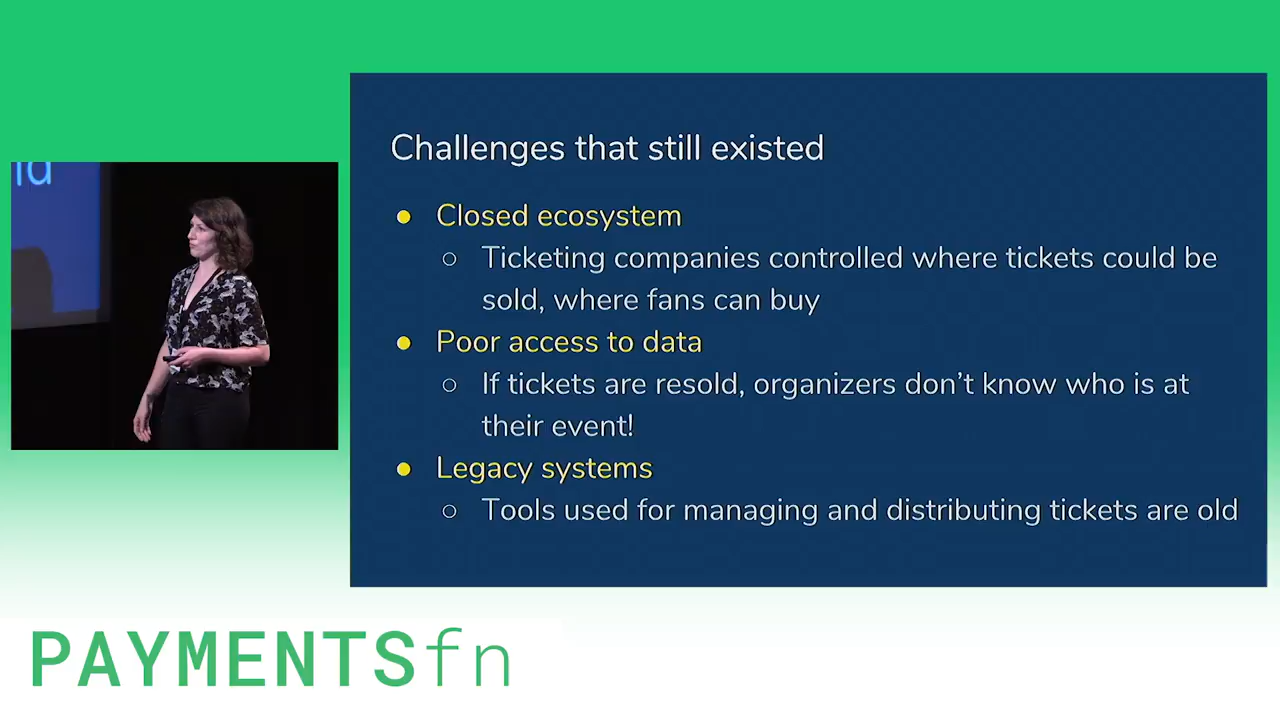 ld
Challenges that still existed
● Closed ecosystem
○ Ticketing companies controlled where tickets could be
sold, where fans can buy
● Poor access to data
○ If tickets are resold, organizers don't know who is at
their event!
● Legacy systems
○ Tools used for managing and distributing tickets are old
PAYMENTSfn